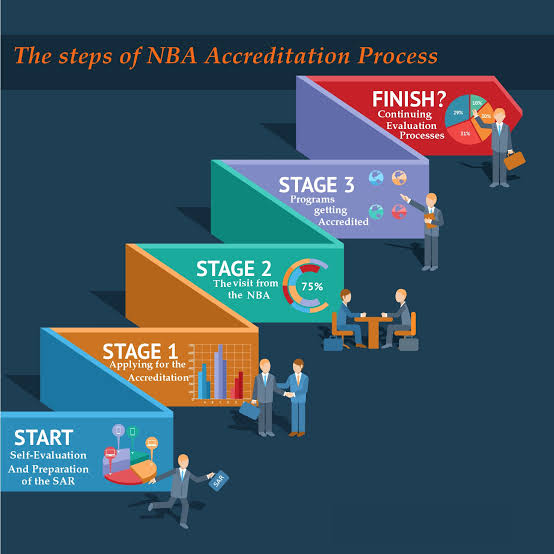 The steps of NBA Accreditation Process
FINISH?
Continuing
Evaluation
Processes
10%
29%
30%
31%
STAGE 3
Programs
getting
Accredited
STAGE 2
The visit from
the NBA
75%
STAGE 1
Applying for the
Accreditation
START
Self-Evaluation
And Preparation
of the SAR
SAR